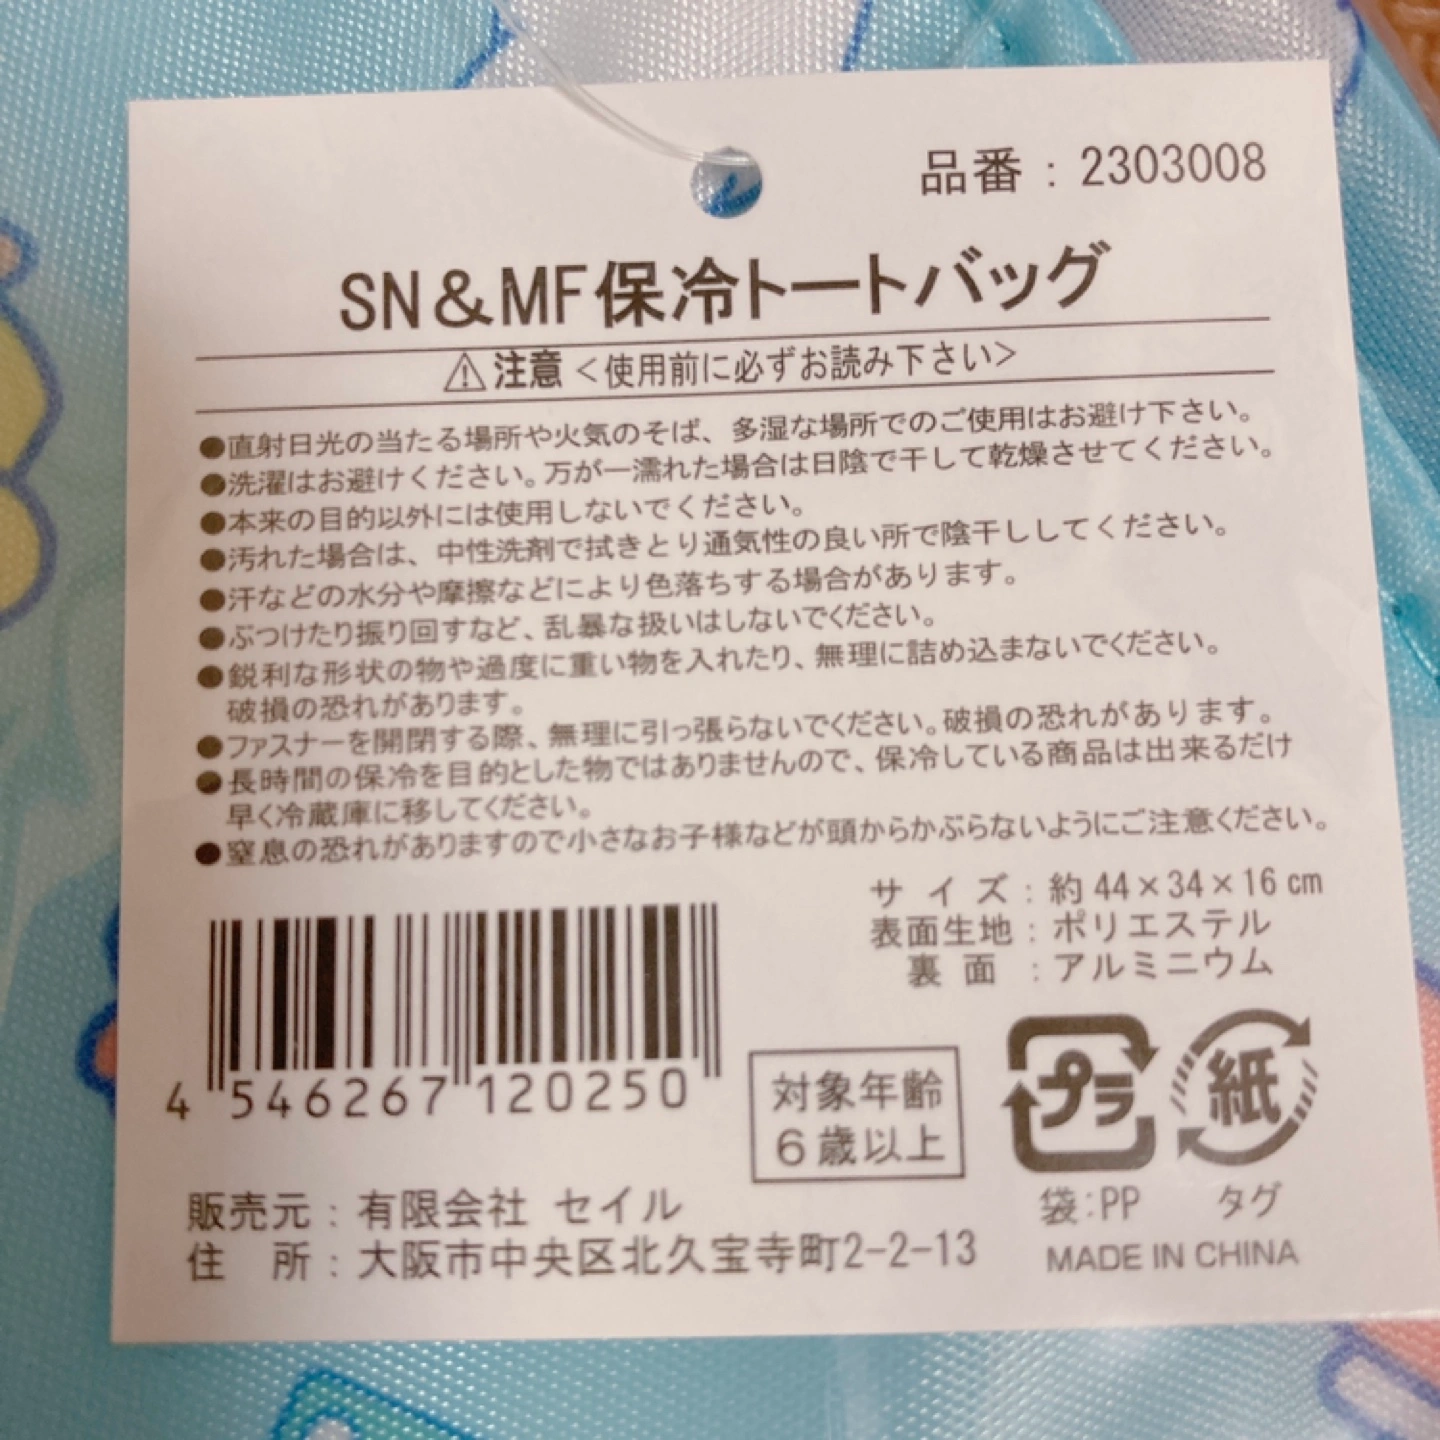 品番：2303008
SN＆MF保冷トートバッグ
⚠注意＜使用前に必ずお読み下さい＞
●直射日光の当たる場所や火気のそば、多湿な場所でのご使用はお避け下さい。
●洗濯はお避けください。万が一濡れた場合は日陰で干して乾燥させてください。
●本来の目的以外には使用しないでください。
●汚れた場合は、中性洗剤で拭きとり通気性の良い所で陰干ししてください。
●汗などの水分や摩擦などにより色落ちする場合があります。
●ぶつけたり振り回すなど、乱暴な扱いはしないでください。
●鋭利な形状の物や過度に重い物を入れたり、無理に詰め込まないでください。
破損の恐れがあります。
●ファスナーを開閉する際、無理に引っ張らないでください。破損の恐れがあります。
●長時間の保冷を目的とした物ではありませんので、保冷している商品は出来るだけ
早く冷蔵庫に移してください。
●窒息の恐れがありますので小さなお子様などが頭からかぶらないようにご注意ください。
サイズ：約44×34×16cm
表面生地：ポリエステル
裏面：アルミニウム
4 546267 120250
対象年齢
6歳以上
プラ
紙
袋：PP
タグ
MADE IN CHINA
販売元：有限会社 セイル
住所：大阪市中央区北久宝寺町2-2-13